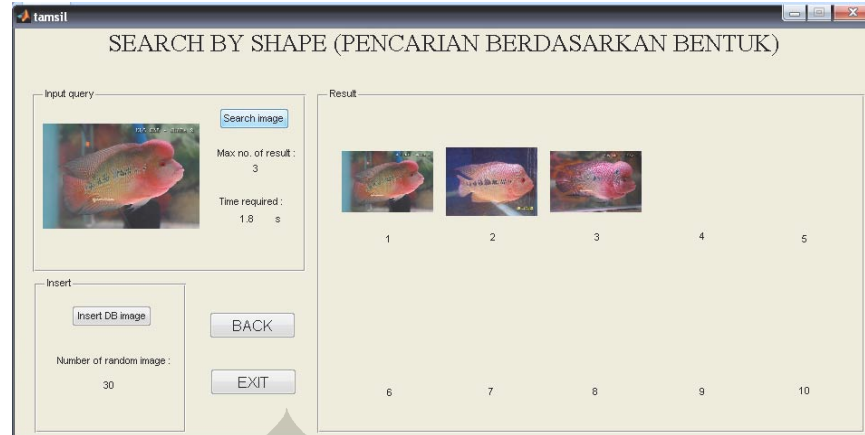 tamsil
SEARCH BY SHAPE (PENCARIAN BERDASARKAN BENTUK)
Input query
Search image
Max no. of result :
3
Time required :
1.8 s
Insert
Insert DB image
Number of random image :
30
BACK
EXIT
Result
1 2 3 4 5
6 7 8 9 10